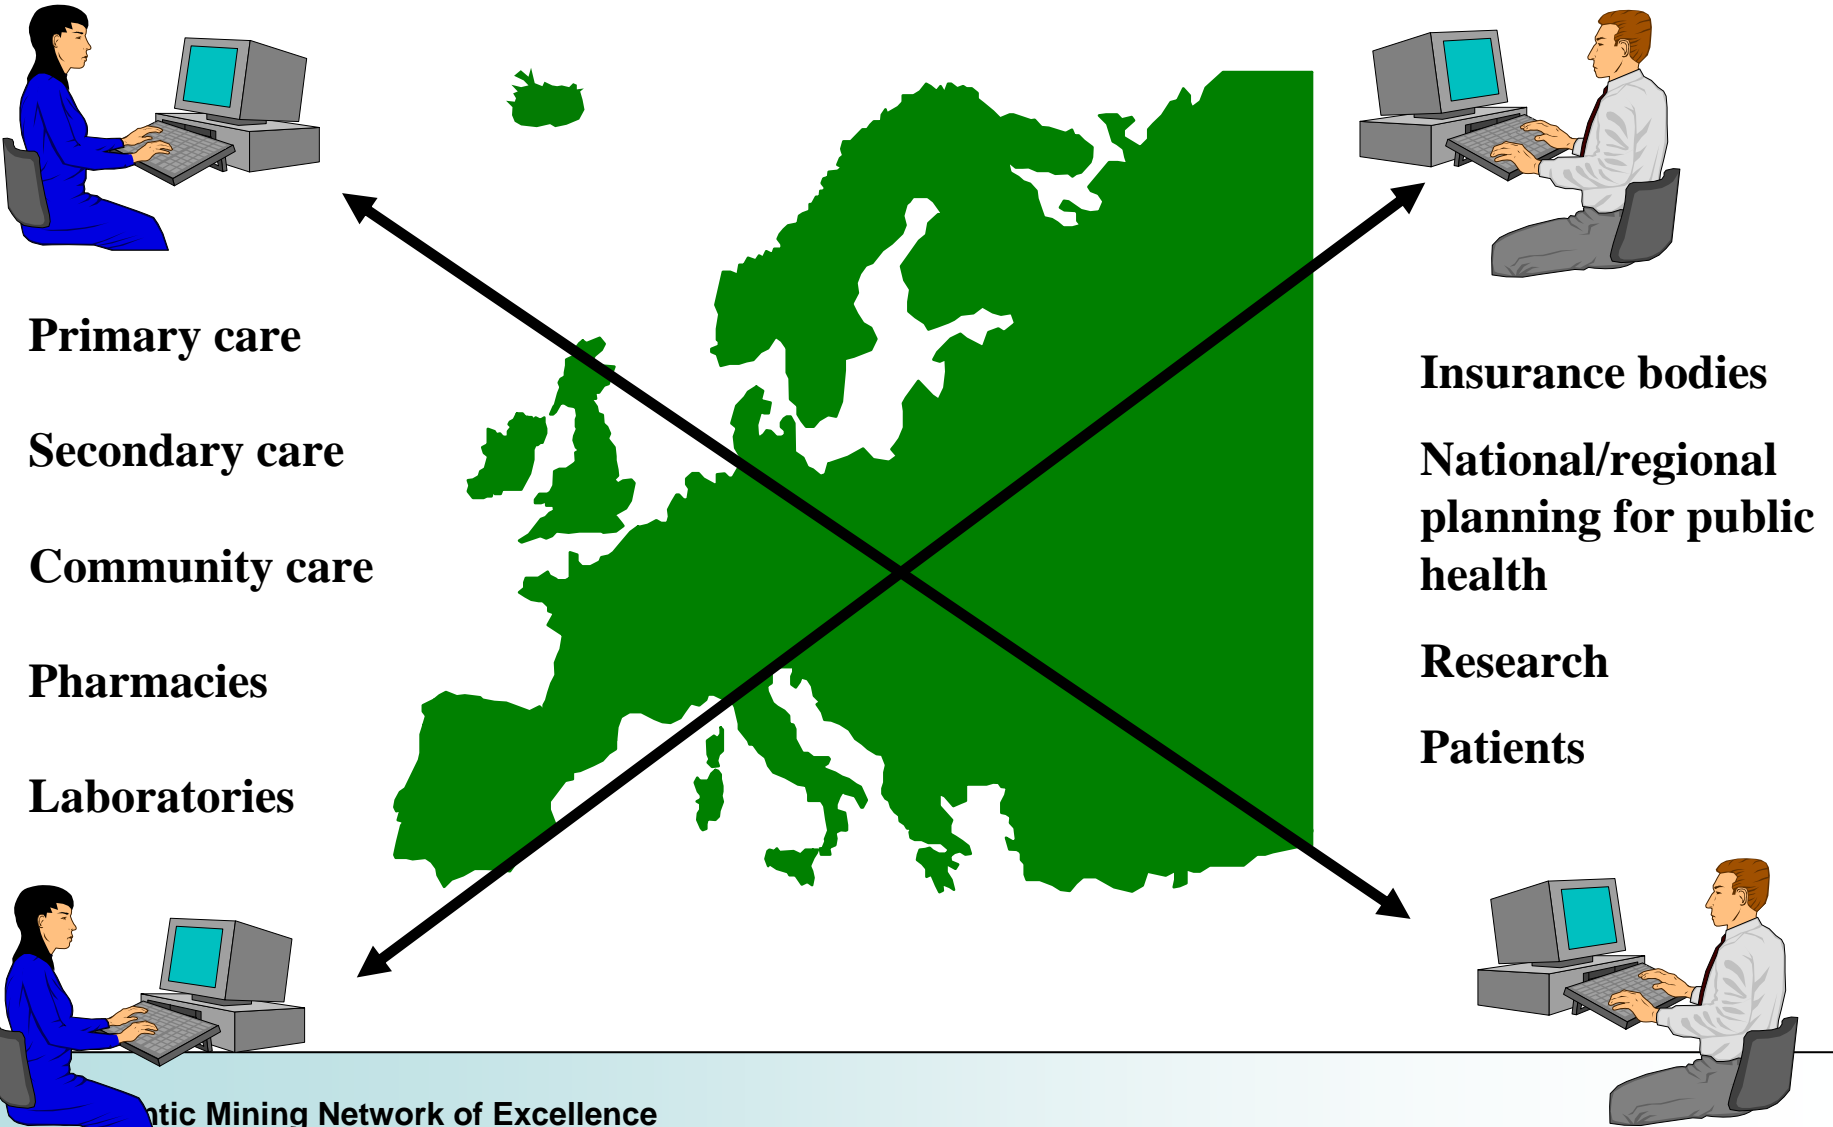 Primary care
Secondary care
Community care
Pharmacies
Laboratories
Insurance bodies
National/regional
planning for public
health
Research
Patients
Mining Network of Excellence